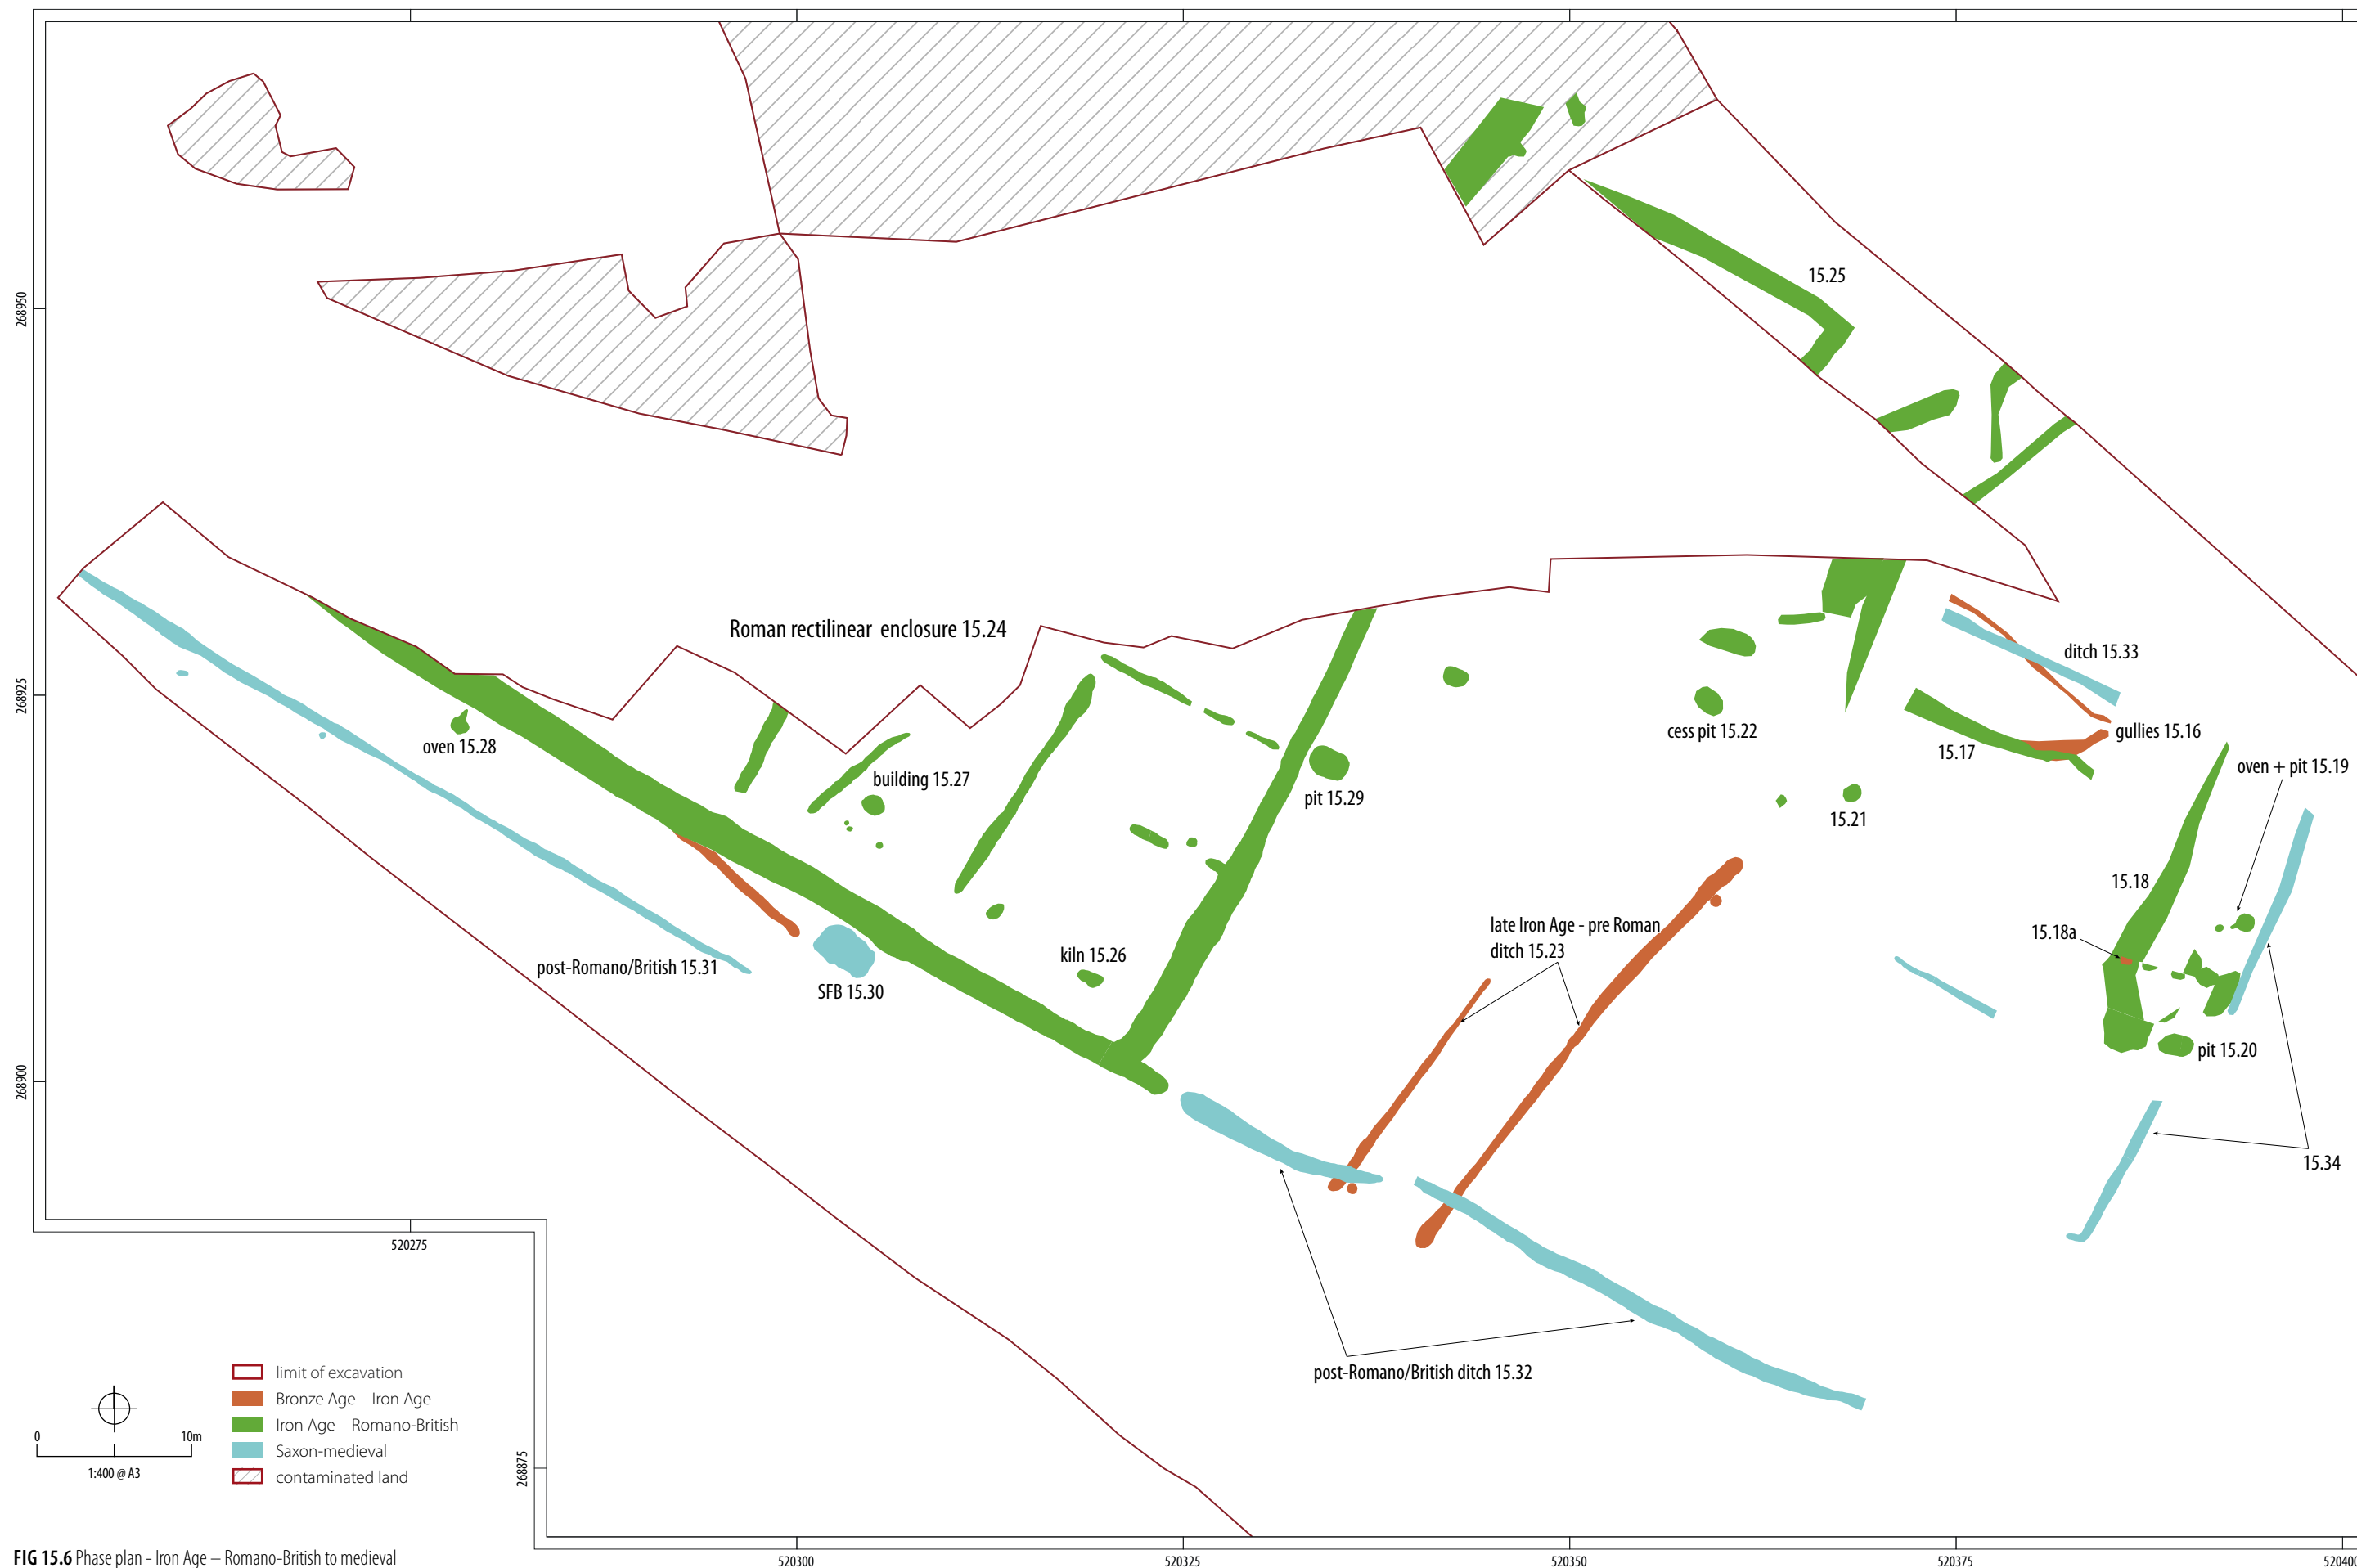 268950
15.25
Roman rectilinear enclosure 15.24
268925
ditch 15.33
cess pit 15.22
gullies 15.16
oven 15.28
15.17
building 15.27
oven + pit 15.19
pit 15.29
15.21
15.18
late Iron Age - pre Roman
ditch 15.23
15.18a
kiln 15.26
post-Romano/British 15.31
SFB 15.30
pit 15.20
268900
15.34
520275
post-Romano/British ditch 15.32
limit of excavation
Bronze Age – Iron Age
Iron Age – Romano-British
Saxon-medieval
contaminated land
0 10m
1:400 @ A3
268875
FIG 15.6 Phase plan - Iron Age – Romano-British to medieval
520300
520325
520350
520375
520400